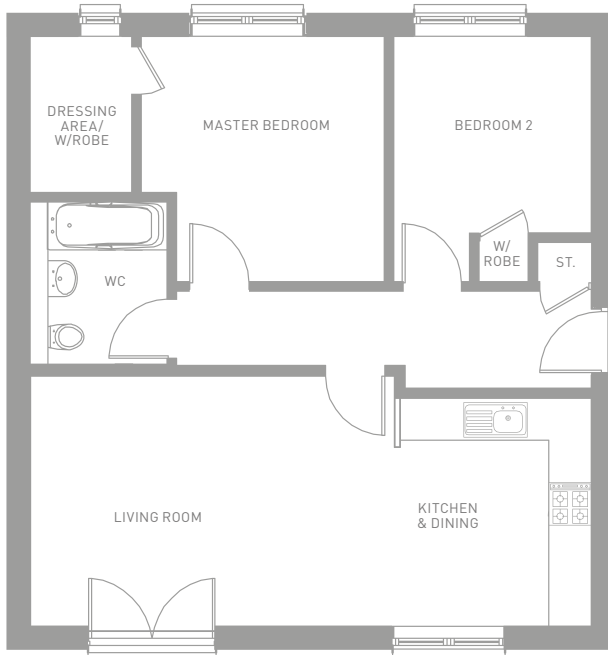 DRESSING
AREA/
W/ROBE
MASTER BEDROOM
BEDROOM 2
W/
ROBE
ST.
WC
LIVING ROOM
KITCHEN
& DINING